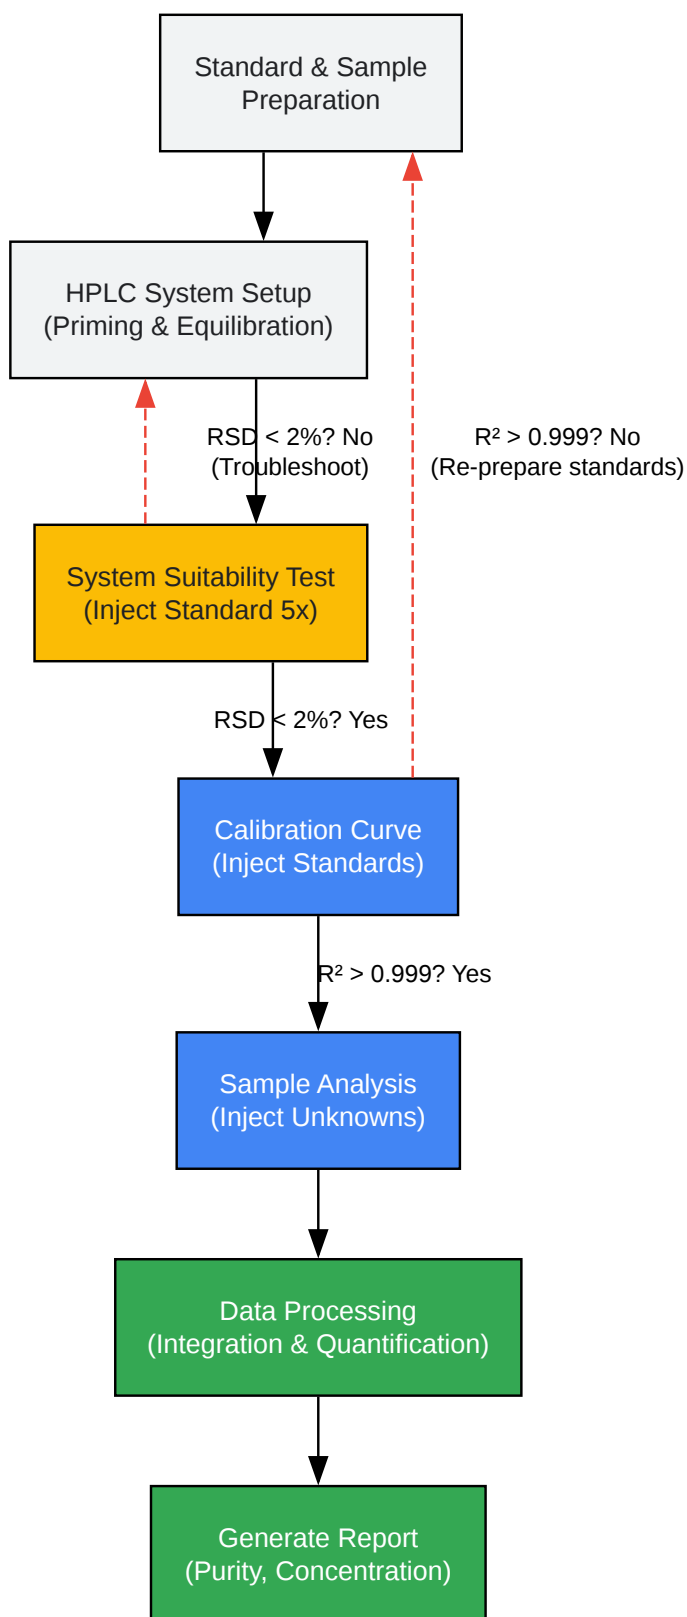 Standard & Sample
Preparation
HPLC System Setup
(Priming & Equilibration)
RSD < 2%? No
(Troubleshoot)
R² > 0.999? No
(Re-prepare standards)
System Suitability Test
(Inject Standard 5x)
RSD < 2%? Yes
Calibration Curve
(Inject Standards)
R² > 0.999? Yes
Sample Analysis
(Inject Unknowns)
Data Processing
(Integration & Quantification)
Generate Report
(Purity, Concentration)